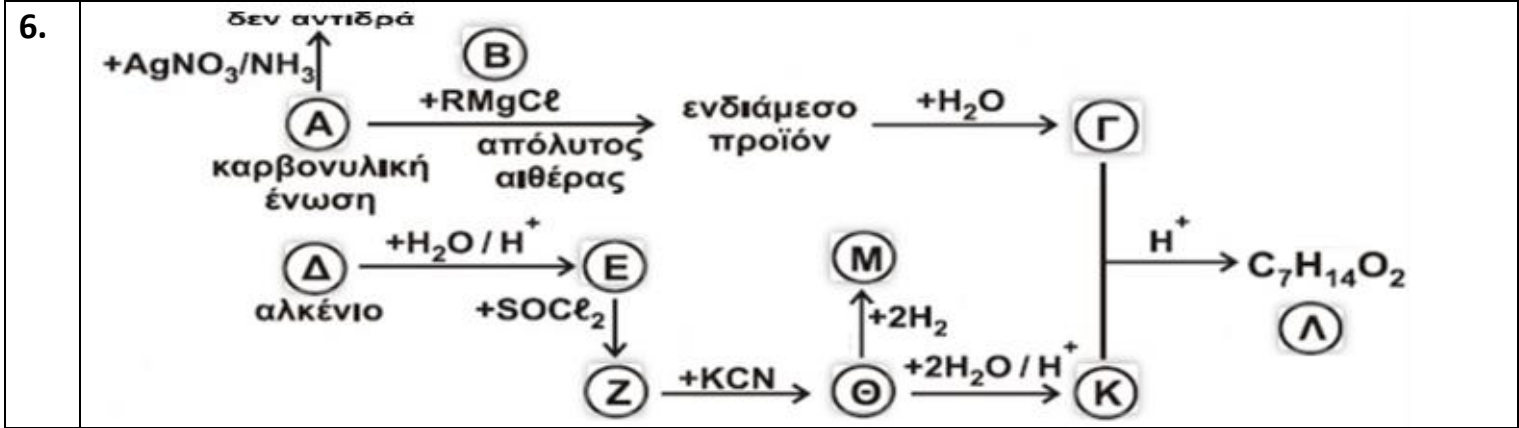 6.
δεν αντιδρά
+AgNO₃/NH₃
Β
+RMgCℓ
Α
απόλυτος
αιθέρας
ενδιάμεσο
προϊόν
+H₂O
Γ
καρβονυλική
ένωση
Δ
αλκένιο
+H₂O / H⁺
Ε
+SOCℓ₂
Μ
+2H₂
H⁺
C₇H₁₄O₂
Λ
Ζ
+KCN
Θ
+2H₂O / H⁺
Κ